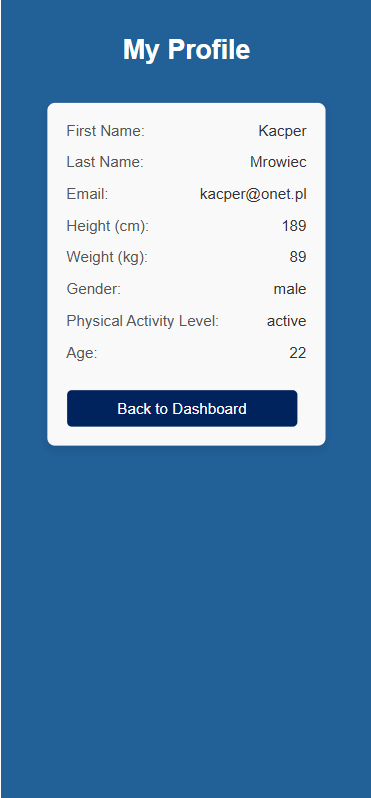 My Profile
First Name: Kacper
Last Name: Mrowiec
Email: kacper@onet.pl
Height (cm): 189
Weight (kg): 89
Gender: male
Physical Activity Level: active
Age: 22
Back to Dashboard